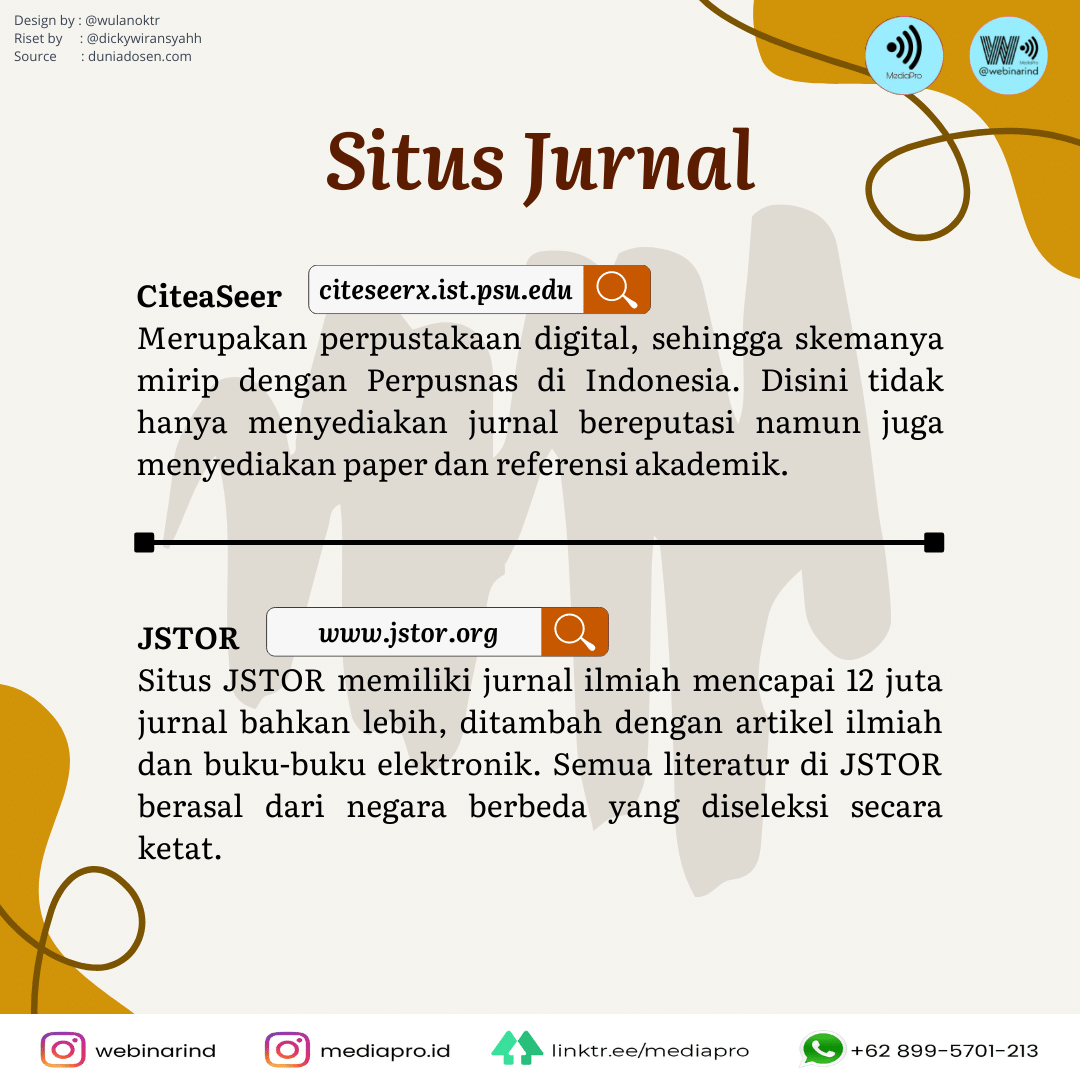 Design by : @wulanoktr
Riset by : @dickywiransyahh
Source : duniadosen.com
MediaPro
W
MediaPro
@webinarind
Situs Jurnal
CiteaSeer
citeseerx.ist.psu.edu
Merupakan perpustakaan digital, sehingga skemanya
mirip dengan Perpusnas di Indonesia. Disini tidak
hanya menyediakan jurnal bereputasi namun juga
menyediakan paper dan referensi akademik.
JSTOR
www.jstor.org
Situs JSTOR memiliki jurnal ilmiah mencapai 12 juta
jurnal bahkan lebih, ditambah dengan artikel ilmiah
dan buku-buku elektronik. Semua literatur di JSTOR
berasal dari negara berbeda yang diseleksi secara
ketat.
webinarind
mediapro.id
linktr.ee/mediapro
+62 899-5701-213